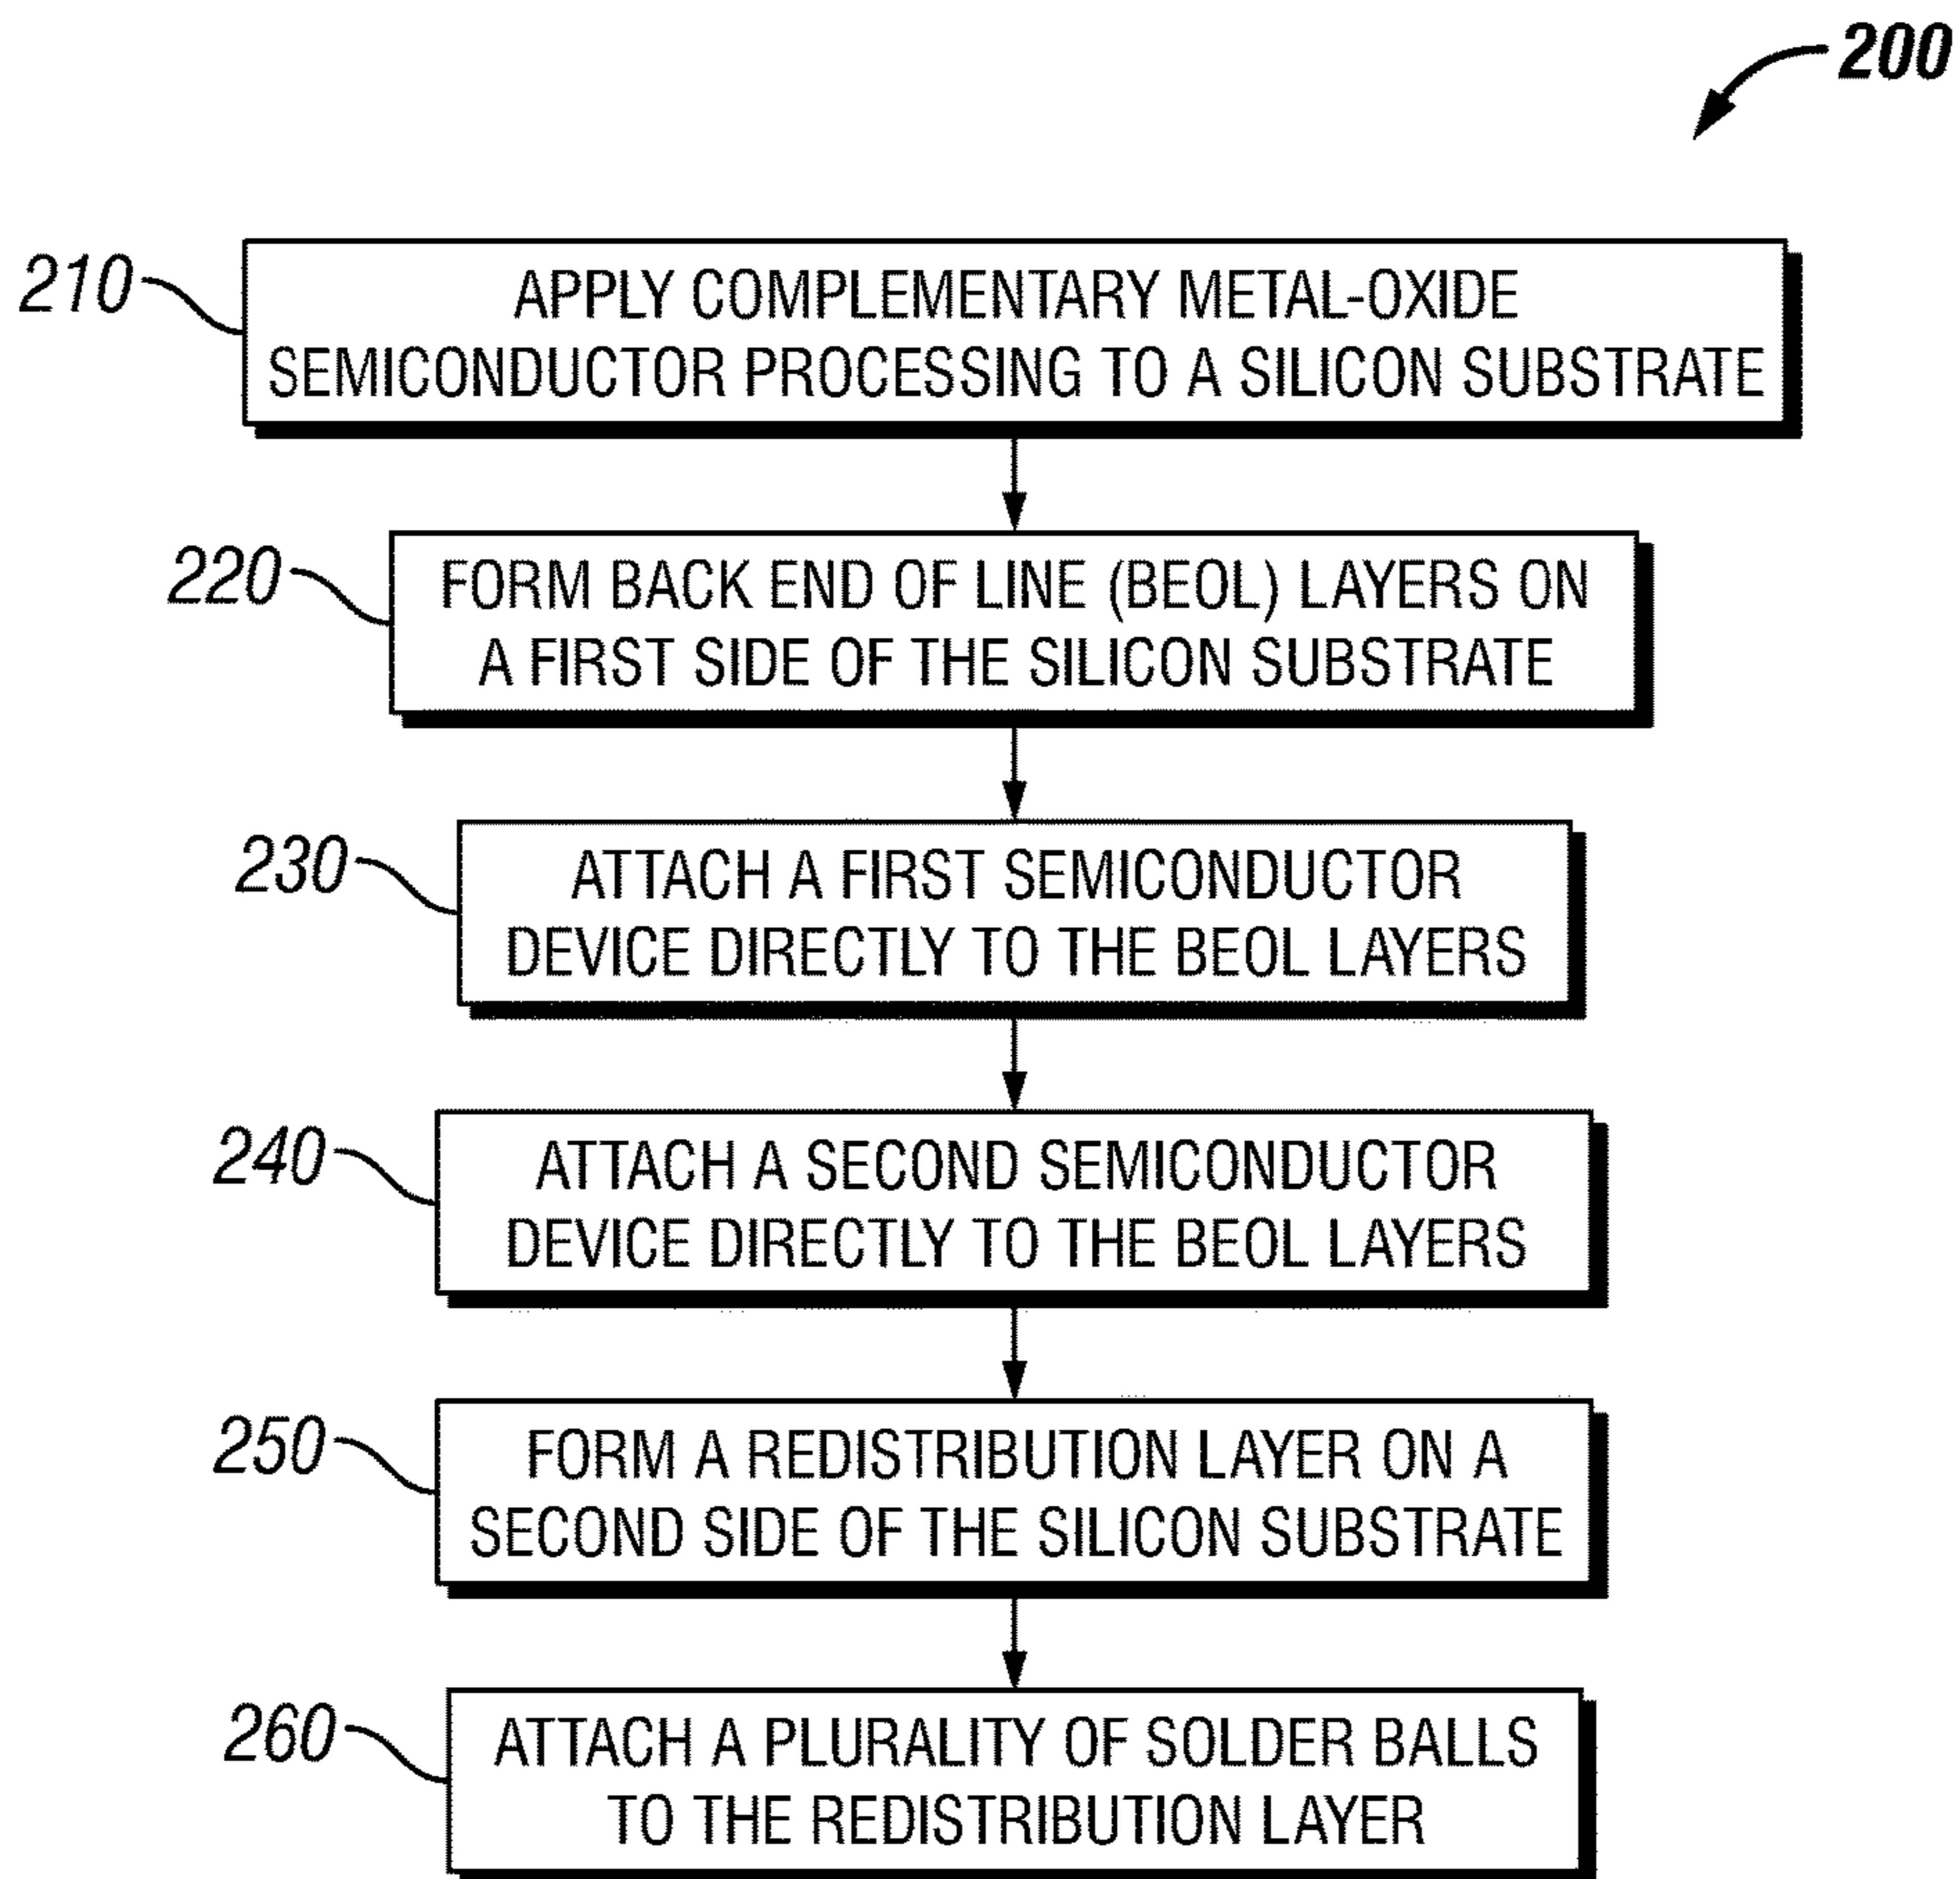 200
210
APPLY COMPLEMENTARY METAL-OXIDE
SEMICONDUCTOR PROCESSING TO A SILICON SUBSTRATE
220
FORM BACK END OF LINE (BEOL) LAYERS ON
A FIRST SIDE OF THE SILICON SUBSTRATE
230
ATTACH A FIRST SEMICONDUCTOR
DEVICE DIRECTLY TO THE BEOL LAYERS
240
ATTACH A SECOND SEMICONDUCTOR
DEVICE DIRECTLY TO THE BEOL LAYERS
250
FORM A REDISTRIBUTION LAYER ON A
SECOND SIDE OF THE SILICON SUBSTRATE
260
ATTACH A PLURALITY OF SOLDER BALLS
TO THE REDISTRIBUTION LAYER